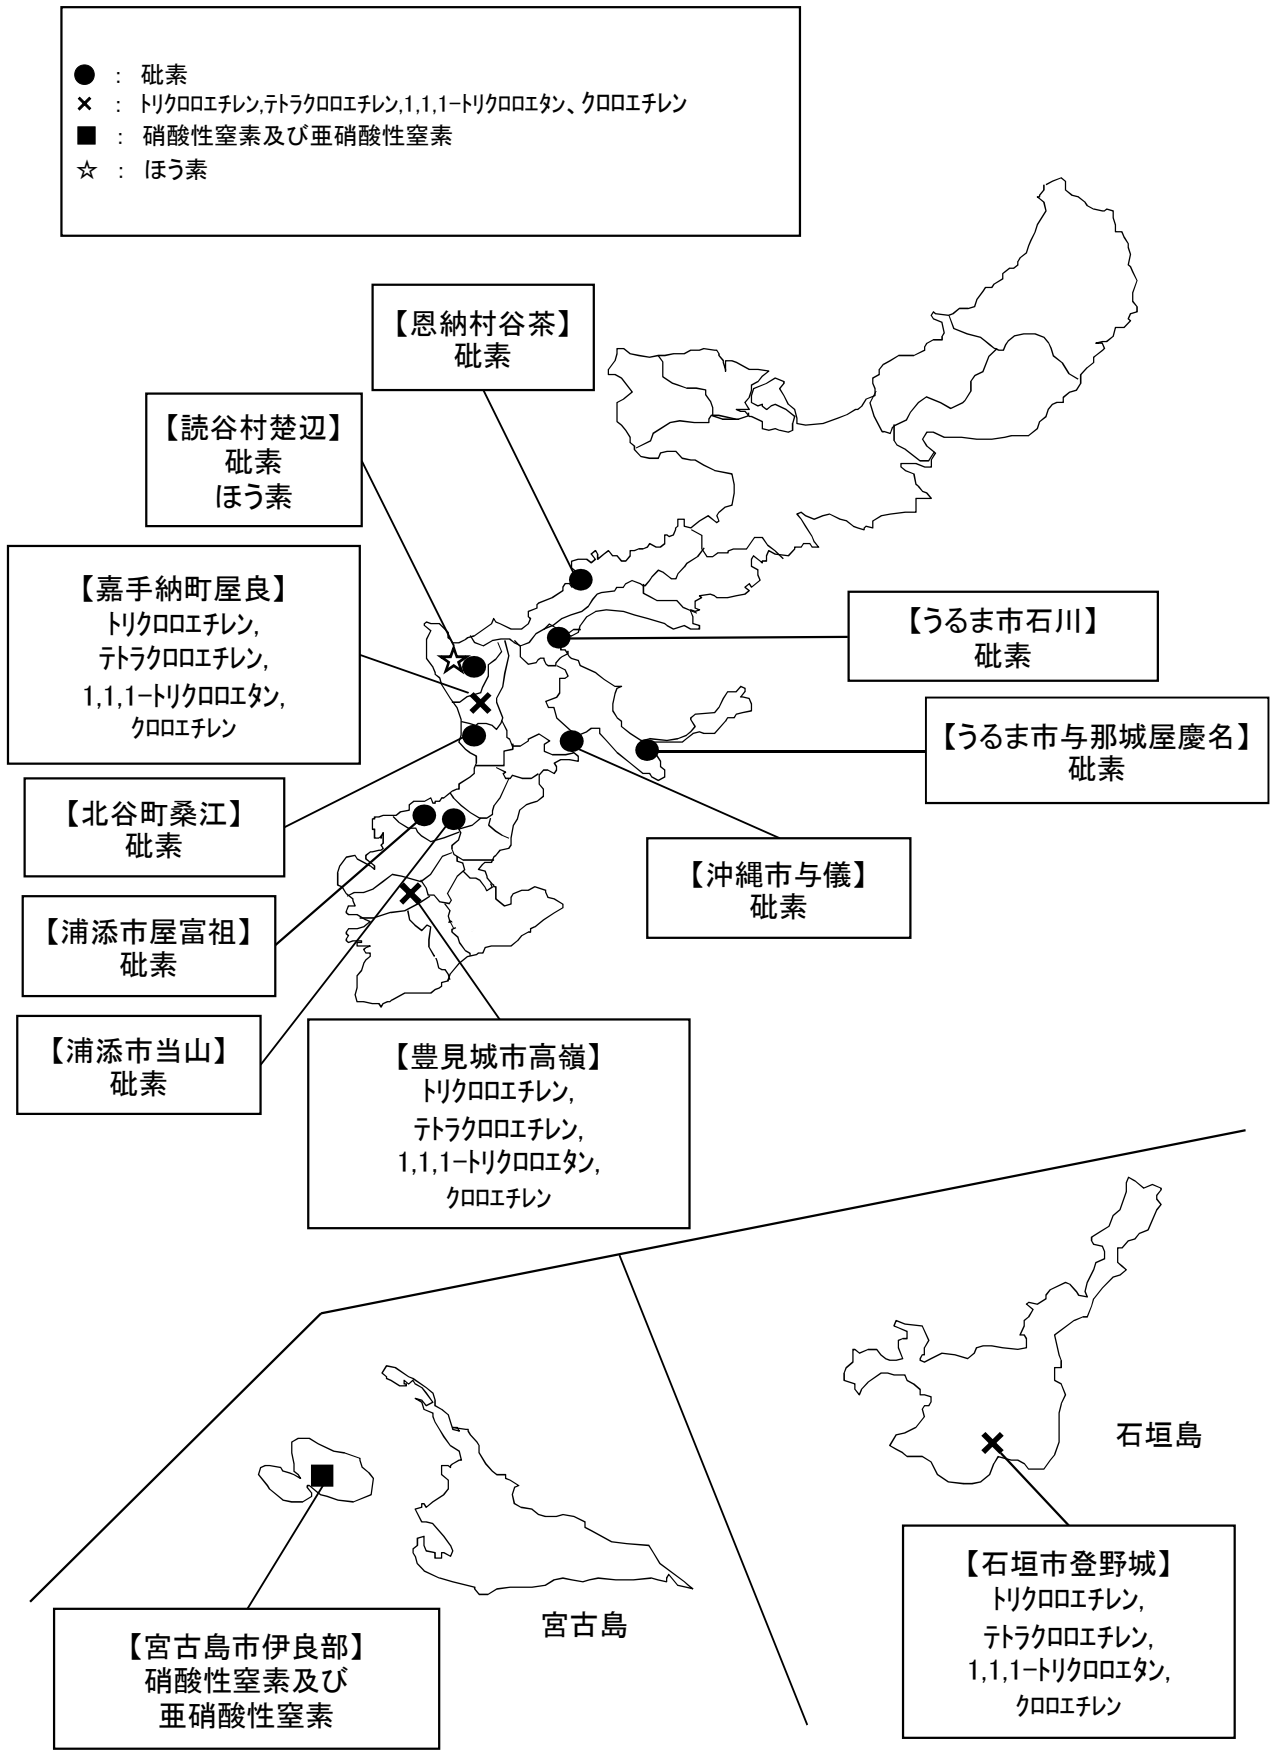 ● : 砒素
× : トリクロロエチレン,テトラクロロエチレン,1,1,1-トリクロロエタン、クロロエチレン
■ : 硝酸性窒素及び亜硝酸性窒素
☆ : ほう素
【恩納村谷茶】
砒素
【読谷村楚辺】
砒素
ほう素
【嘉手納町屋良】
トリクロロエチレン,
テトラクロロエチレン,
1,1,1-トリクロロエタン,
クロロエチレン
【うるま市石川】
砒素
【うるま市与那城屋慶名】
砒素
【北谷町桑江】
砒素
【沖縄市与儀】
砒素
【浦添市屋富祖】
砒素
【浦添市当山】
砒素
【豊見城市高嶺】
トリクロロエチレン,
テトラクロロエチレン,
1,1,1-トリクロロエタン,
クロロエチレン
石垣島
【石垣市登野城】
トリクロロエチレン,
テトラクロロエチレン,
1,1,1-トリクロロエタン,
クロロエチレン
宮古島
【宮古島市伊良部】
硝酸性窒素及び
亜硝酸性窒素